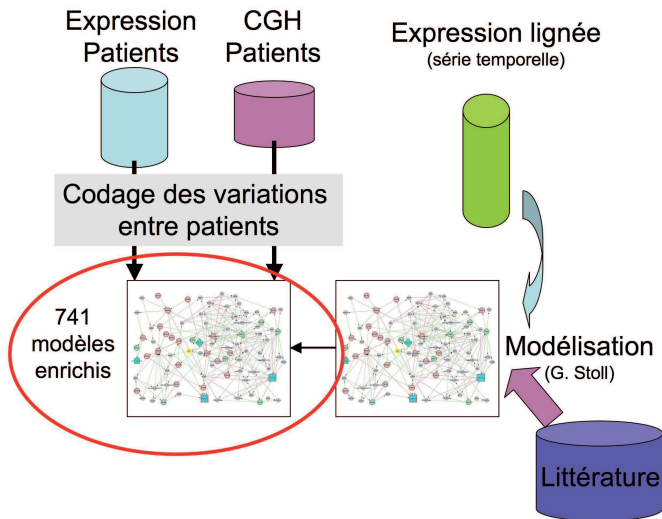 Expression
Patients
CGH
Patients
Expression lignée
(série temporelle)
Codage des variations
entre patients
741
modèles
enrichis
Modélisation
(G. Stoll)
Littérature